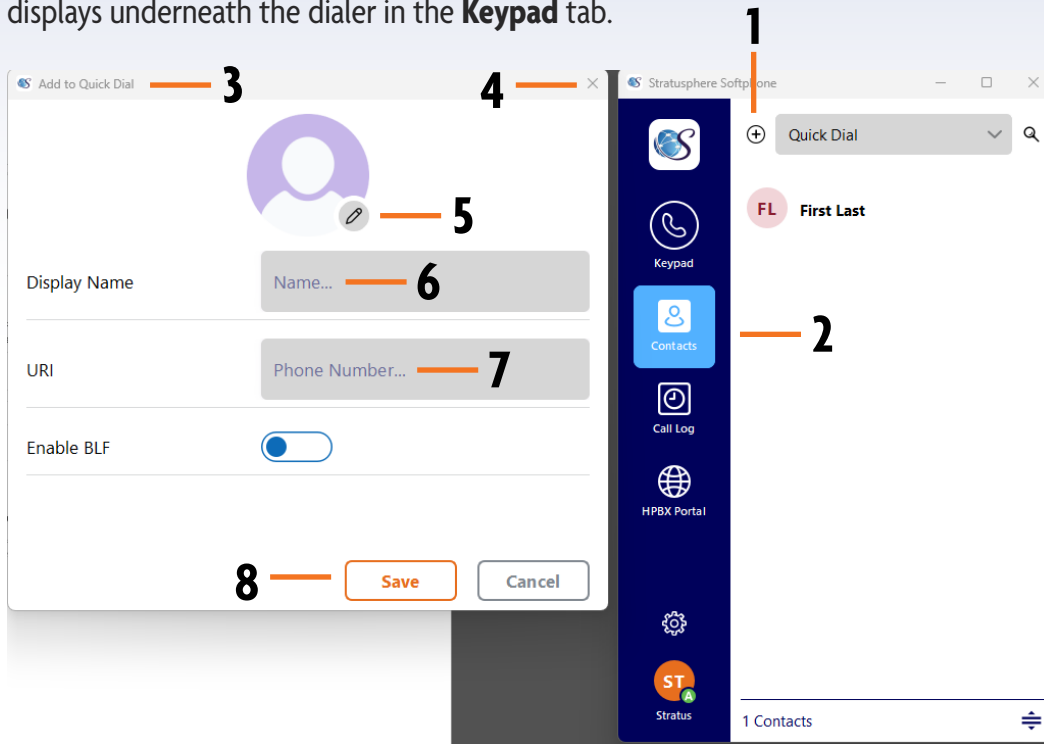 displays underneath the dialer in the Keypad tab.
1
Add to Quick Dial
3
4
Stratusphere Softphone
Quick Dial
S
FL
First Last
5
Keypad
Display Name
Name...
6
Contacts
2
URI
Phone Number...
7
Call Log
Enable BLF
HPBX Portal
8
Save
Cancel
ST
A
Stratus
1 Contacts